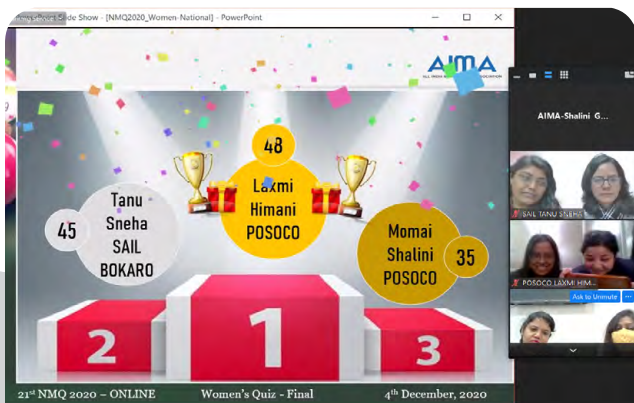 Slide Show - [NMQ2020_Women-National] - PowerPoint
AIMA
48
Laxmi
Himani
POSOCO
45
Tanu
Sneha
SAIL
BOKARO
Momai
Shalini
POSOCO
35
2
1
3
21st NMQ 2020 – ONLINE
Women's Quiz - Final
4th December, 2020
AIMA-Shalini G...
SAIL TANU SNEHA
POSOCO LAXMI HIM...
Ask to Unmute
...